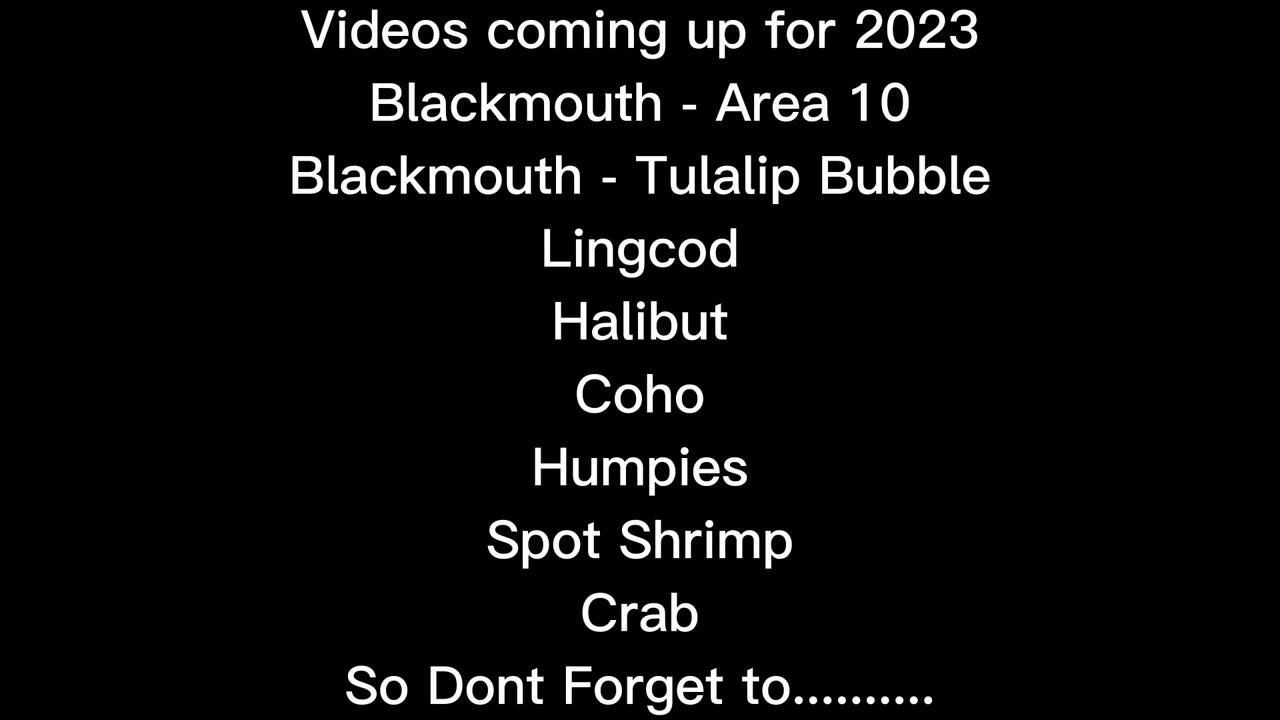 Videos coming up for 2023
Blackmouth - Area 10
Blackmouth - Tulalip Bubble
Lingcod
Halibut
Coho
Humpies
Spot Shrimp
Crab
So Dont Forget to..........